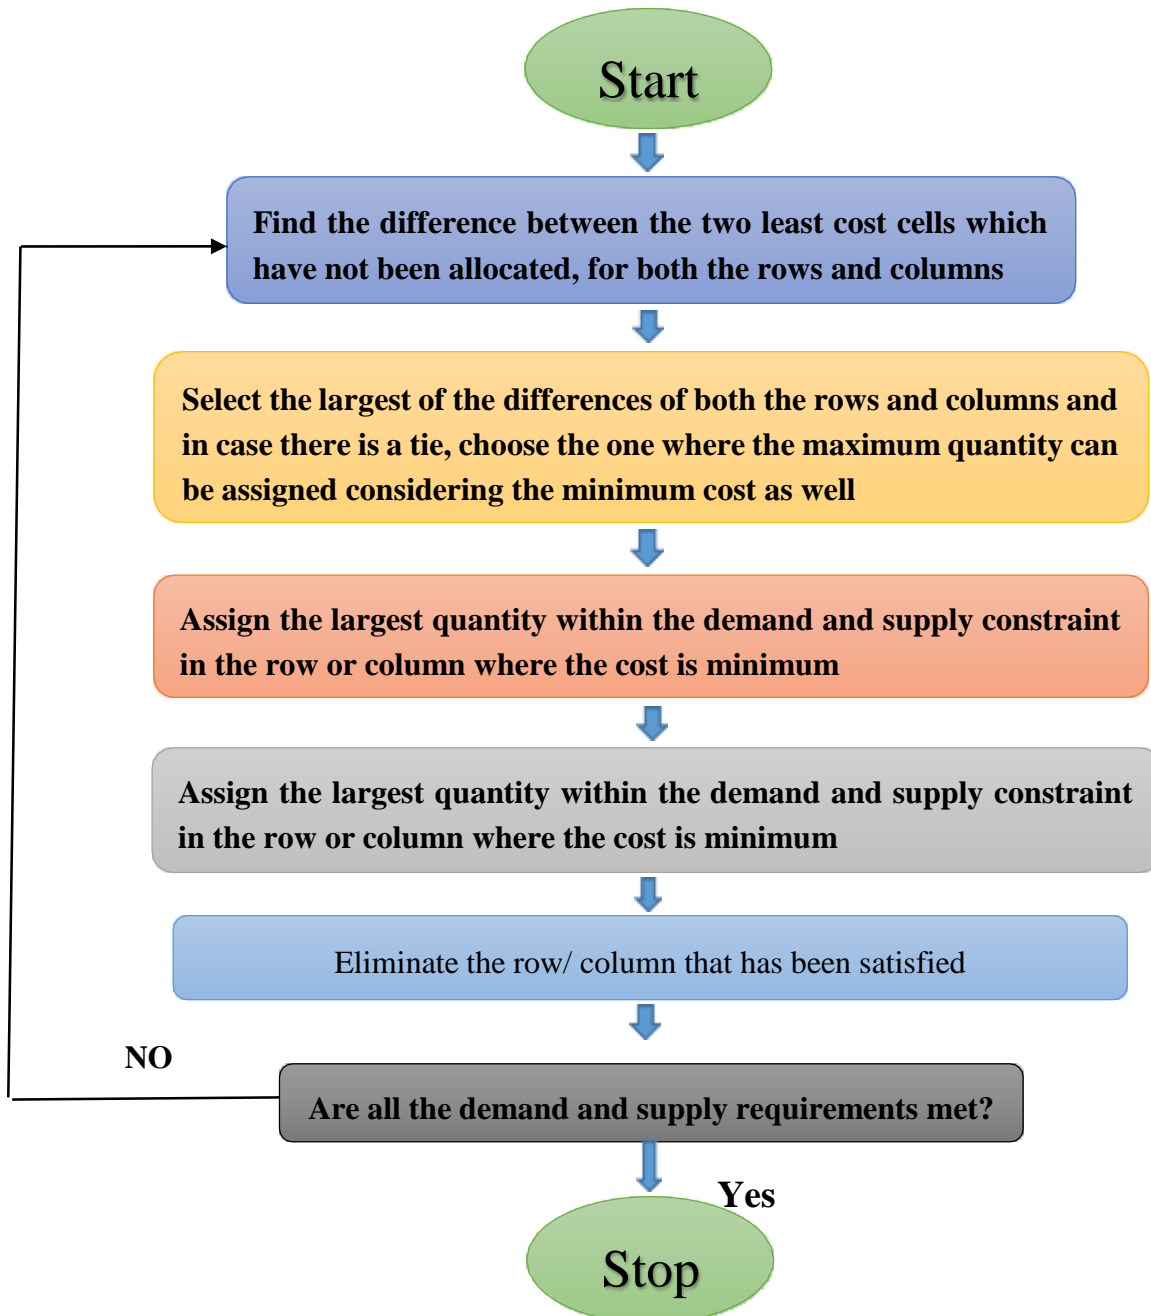 Start
Find the difference between the two least cost cells which
have not been allocated, for both the rows and columns
Select the largest of the differences of both the rows and columns and
in case there is a tie, choose the one where the maximum quantity can
be assigned considering the minimum cost as well
Assign the largest quantity within the demand and supply constraint
in the row or column where the cost is minimum
Assign the largest quantity within the demand and supply constraint
in the row or column where the cost is minimum
Eliminate the row/ column that has been satisfied
NO
Are all the demand and supply requirements met?
Yes
Stop